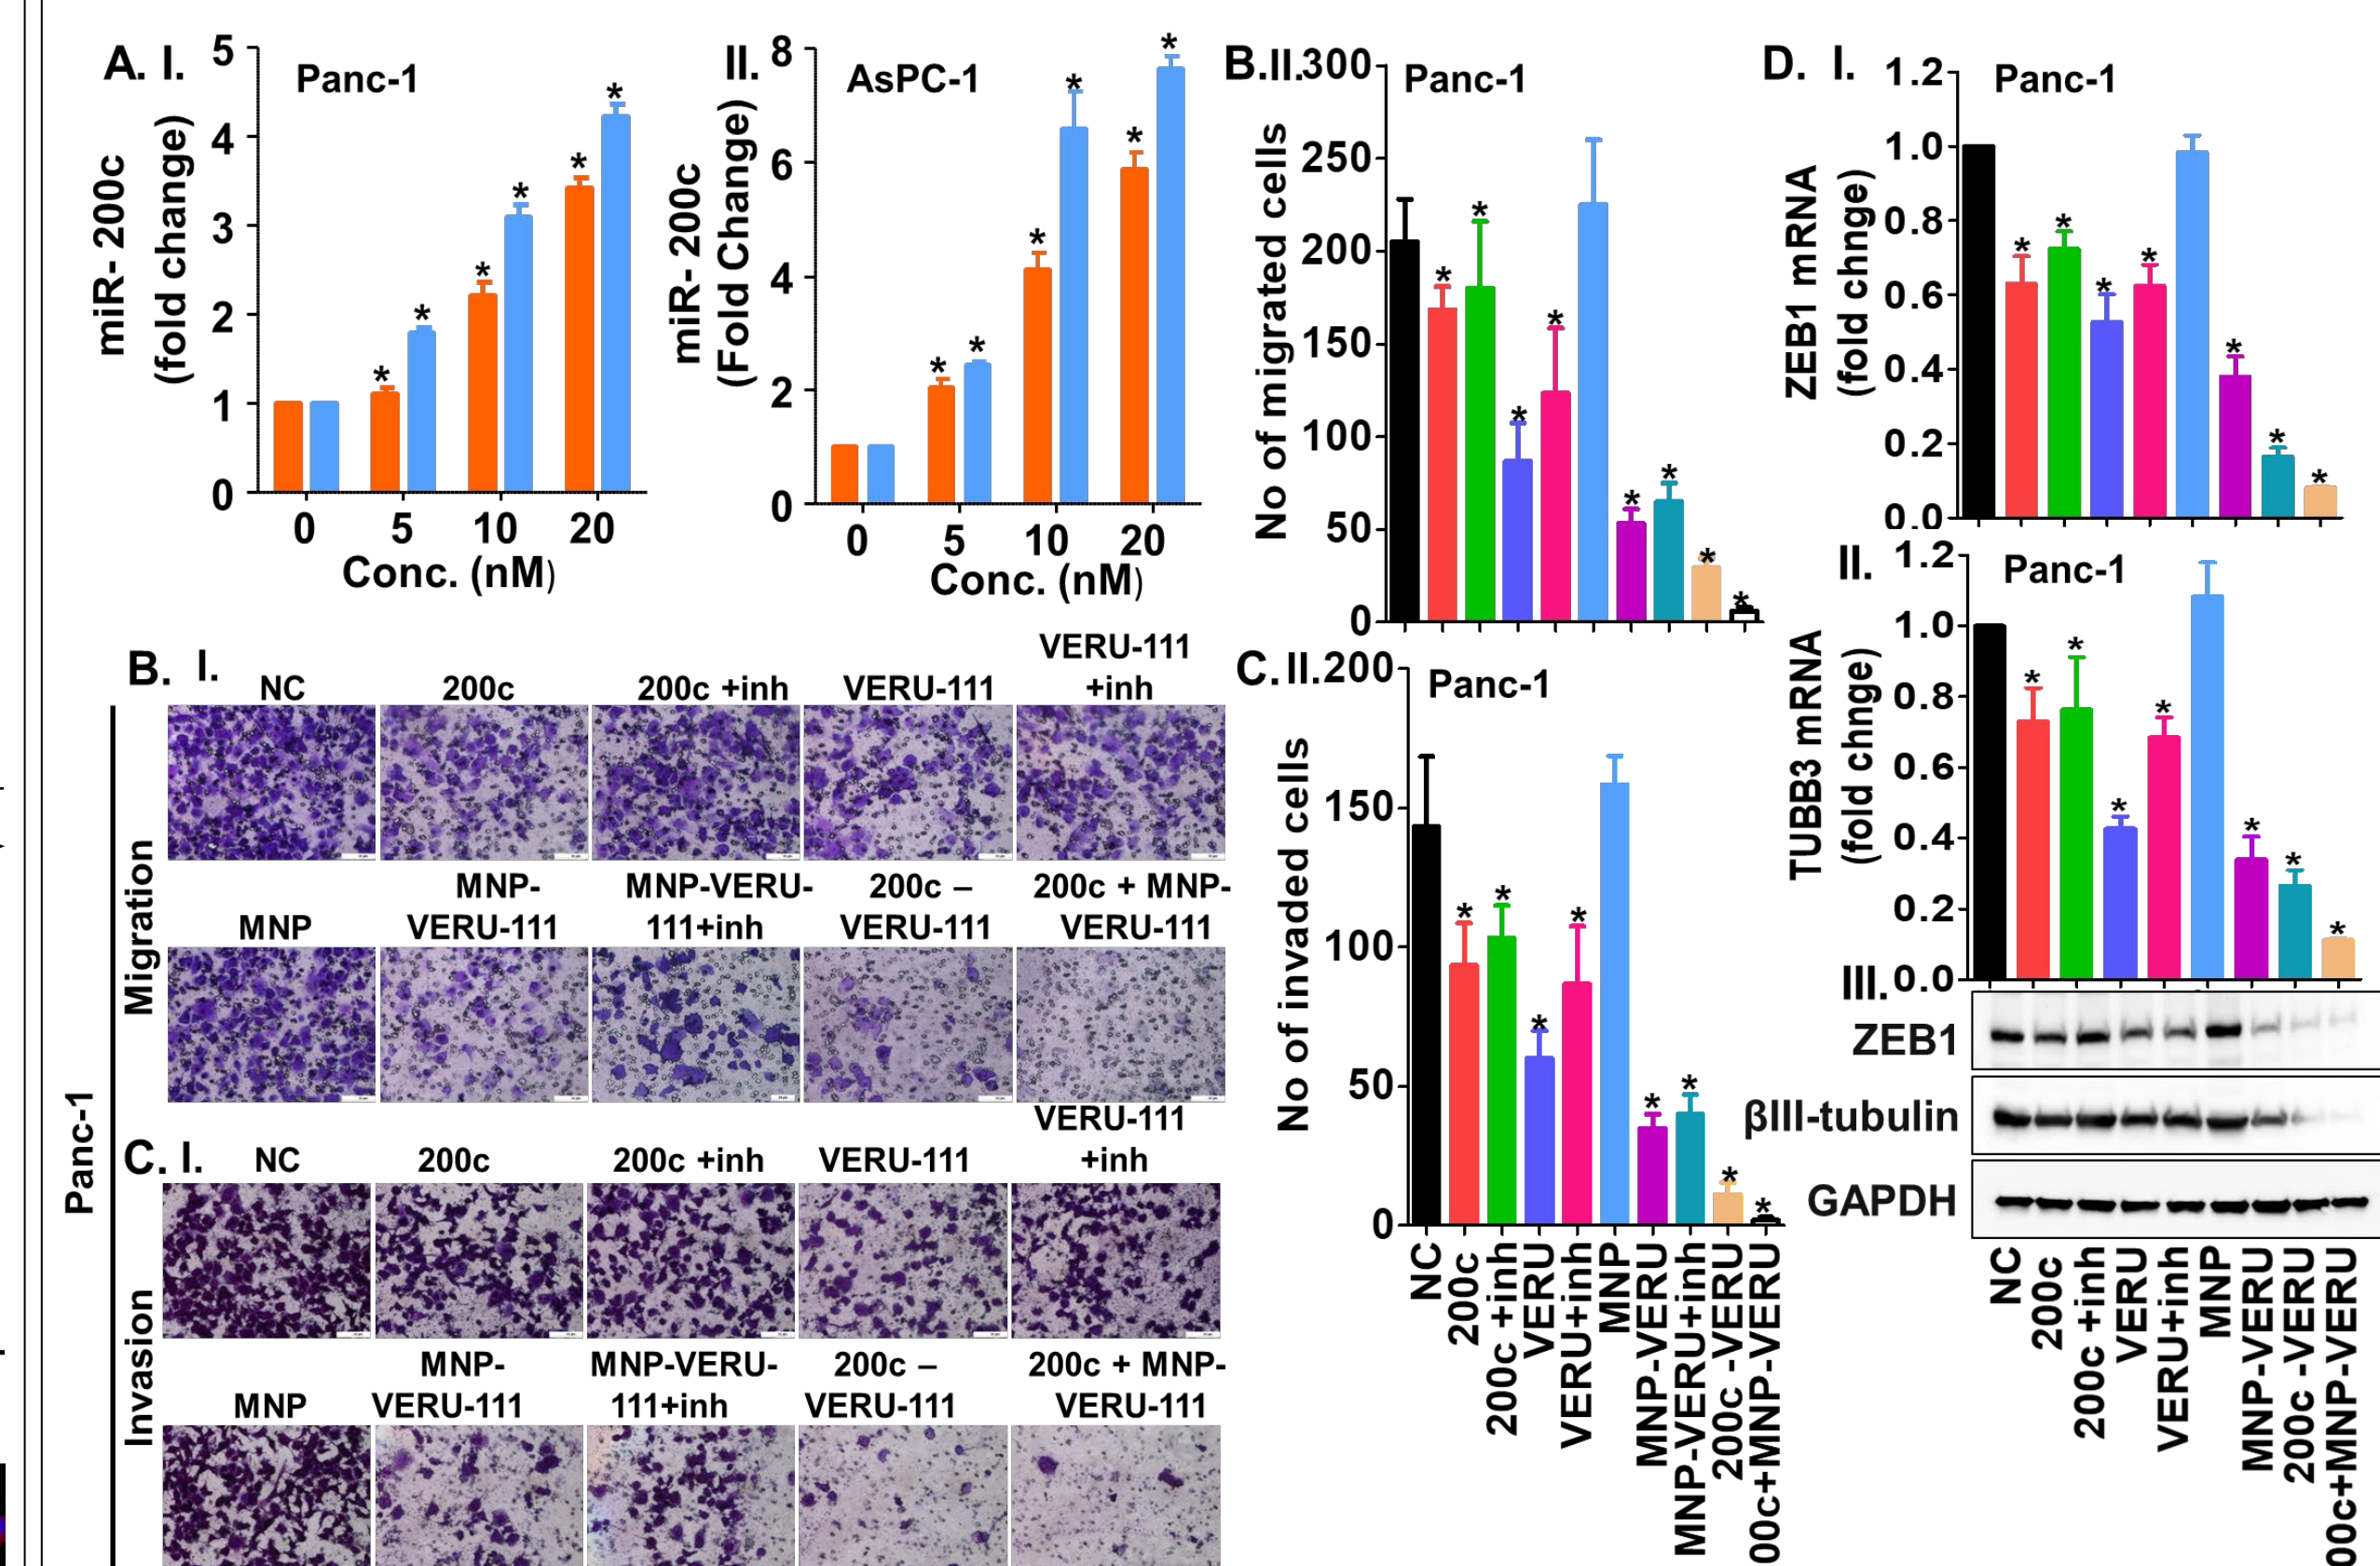 A. I.
Panc-1
miR- 200c
(fold change)
5
4
3
2
1
0
* * * * * *
0 5 10 20
Conc. (nM)
II.
AsPC-1
miR- 200c
(Fold Change)
8
6
4
2
0
* * * * * *
0 5 10 20
Conc. (nM)
B.II.
Panc-1
No of migrated cells
300
250
200
150
100
50
0
* * * * * * * *
D. I.
Panc-1
ZEB1 mRNA
(fold chnge)
1.2
1.0
0.8
0.6
0.4
0.2
0.0
* * * * * * *
II.
Panc-1
TUBB3 mRNA
(fold chnge)
1.2
1.0
0.8
0.6
0.4
0.2
0.0
* * * * * * *
III.
ZEB1
βIII-tubulin
GAPDH
NC
200c
200c +inh
VERU
VERU+inh
MNP
MNP-VERU
200c -VERU
00c+MNP-VERU
B. I.
Panc-1
Migration
NC
200c
200c +inh
VERU-111
VERU-111
+inh
MNP
MNP-
VERU-111
MNP-VERU-
111+inh
200c –
VERU-111
200c + MNP-
VERU-111
C. I.
Invasion
NC
200c
200c +inh
VERU-111
VERU-111
+inh
MNP
MNP-
VERU-111
MNP-VERU-
111+inh
200c –
VERU-111
200c + MNP-
VERU-111
C.II.
Panc-1
No of invaded cells
200
150
100
50
0
* * * * * * * *
NC
200c
200c +inh
VERU
VERU+inh
MNP
MNP-VERU
MNP-VERU+inh
200c -VERU
00c+MNP-VERU